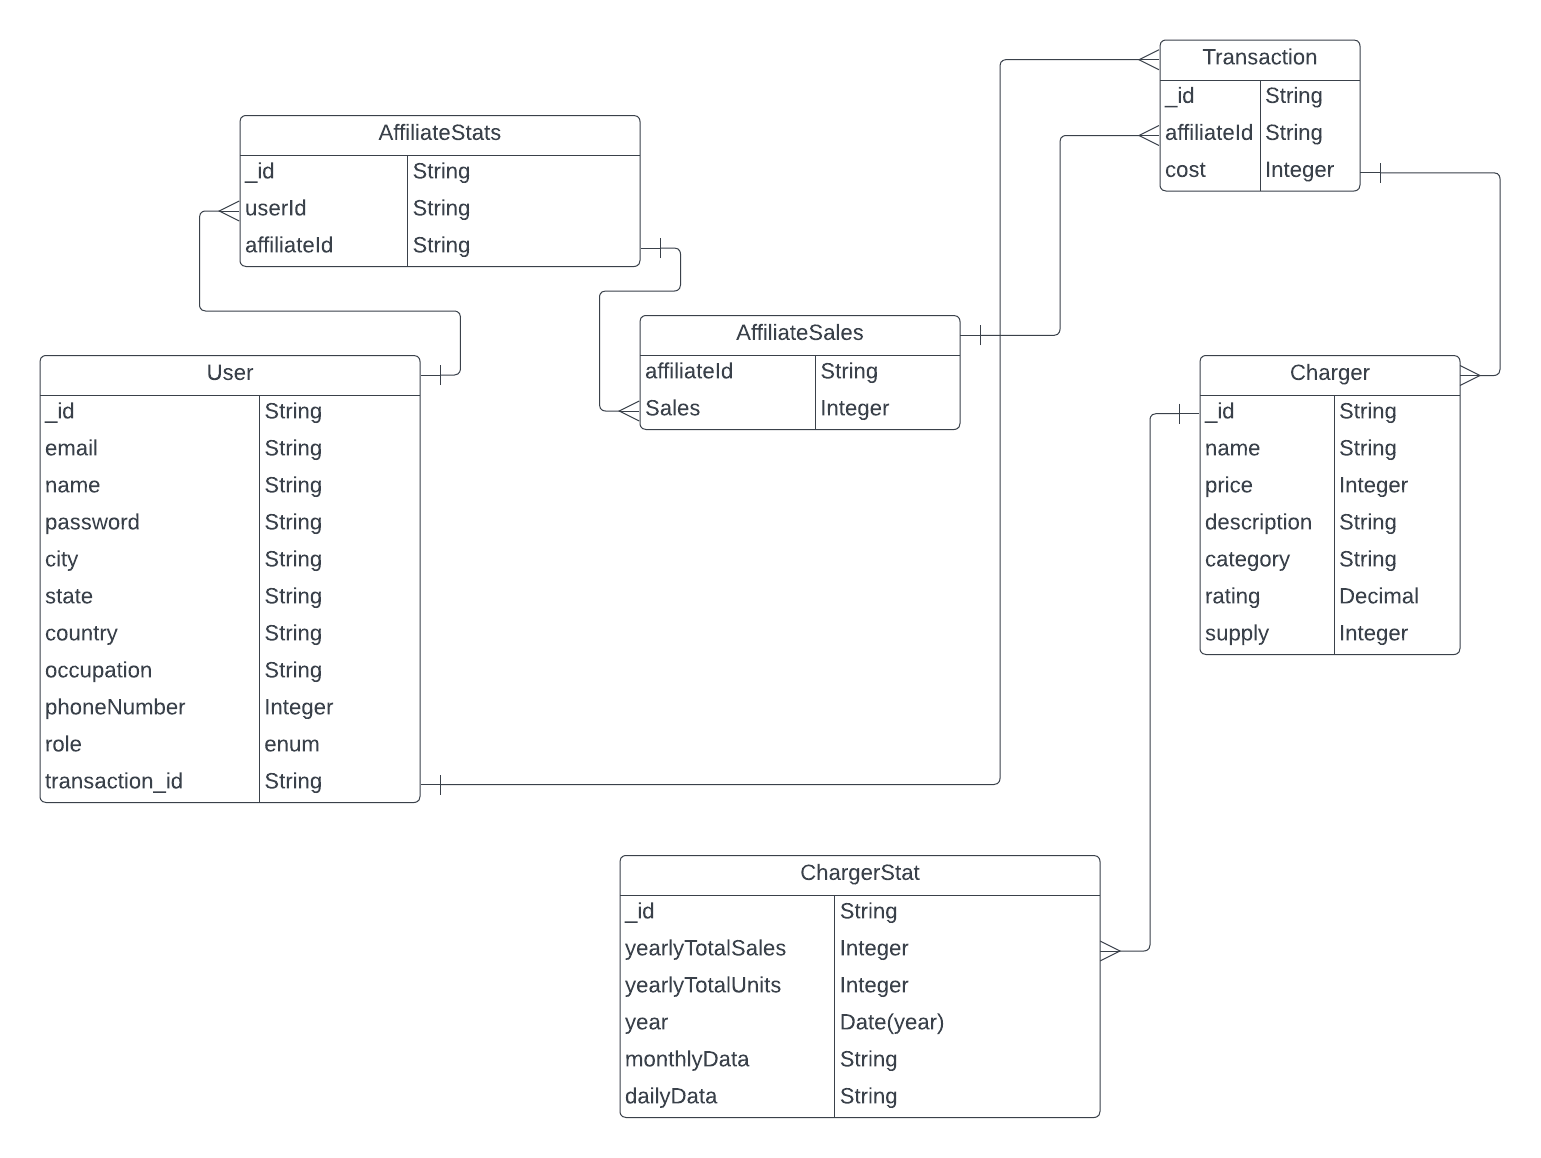 Transaction
_id String
affiliateId String
cost Integer
AffiliateStats
_id String
userId String
affiliateId String
AffiliateSales
affiliateId String
Sales Integer
User
_id String
email String
name String
password String
city String
state String
country String
occupation String
phoneNumber Integer
role enum
transaction_id String
Charger
_id String
name String
price Integer
description String
category String
rating Decimal
supply Integer
ChargerStat
_id String
yearlyTotalSales Integer
yearlyTotalUnits Integer
year Date(year)
monthlyData String
dailyData String